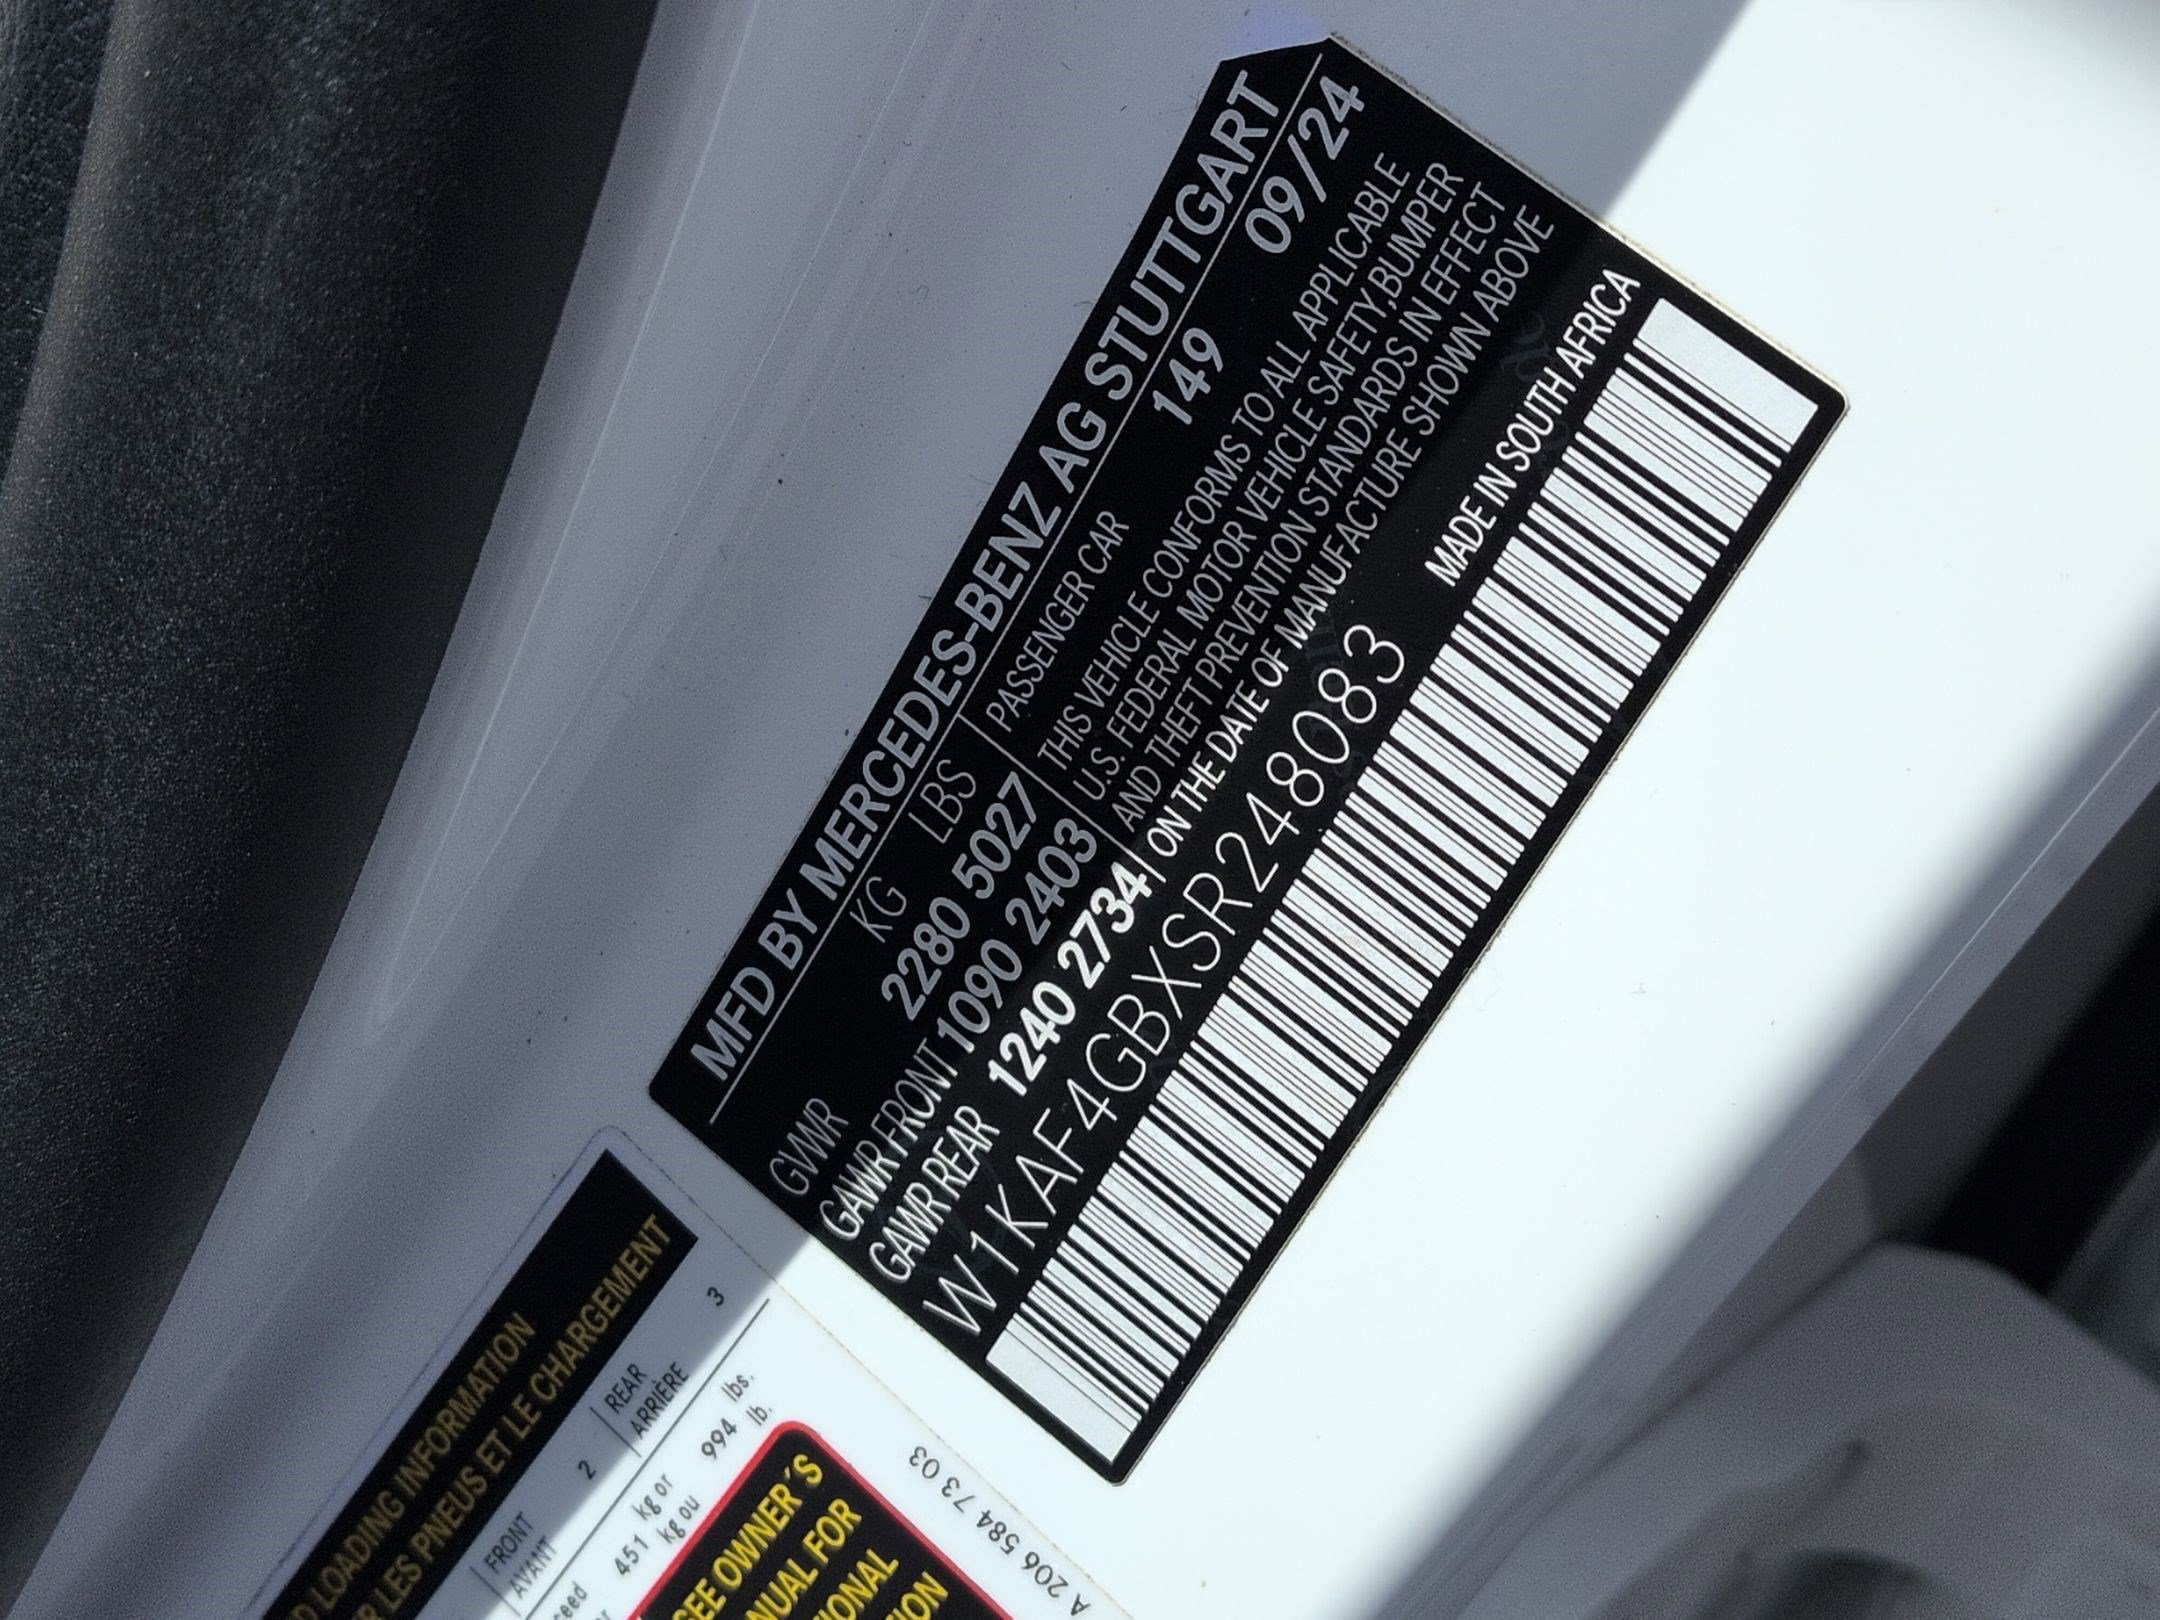 MFD BY MERCEDES-BENZ AG STUTTGART
149 09/24
KG LBS
GVWR 2280 5027
GAWR FRONT 1090 2403
GAWR REAR 1240 2734
PASSENGER CAR
THIS VEHICLE CONFORMS TO ALL APPLICABLE
U.S. FEDERAL MOTOR VEHICLE SAFETY,BUMPER
AND THEFT PREVENTION STANDARDS IN EFFECT
ON THE DATE OF MANUFACTURE SHOWN ABOVE
W1KAF4GBXSR248083
MADE IN SOUTH AFRICA
LOADING INFORMATION
LES PNEUS ET LE CHARGEMENT
FRONT 2 REAR 3
AVANT ARRIÈRE
451 kg or 994 lbs.
kg ou lb.
SEE OWNER´S
FOR
A 206 584 73 03